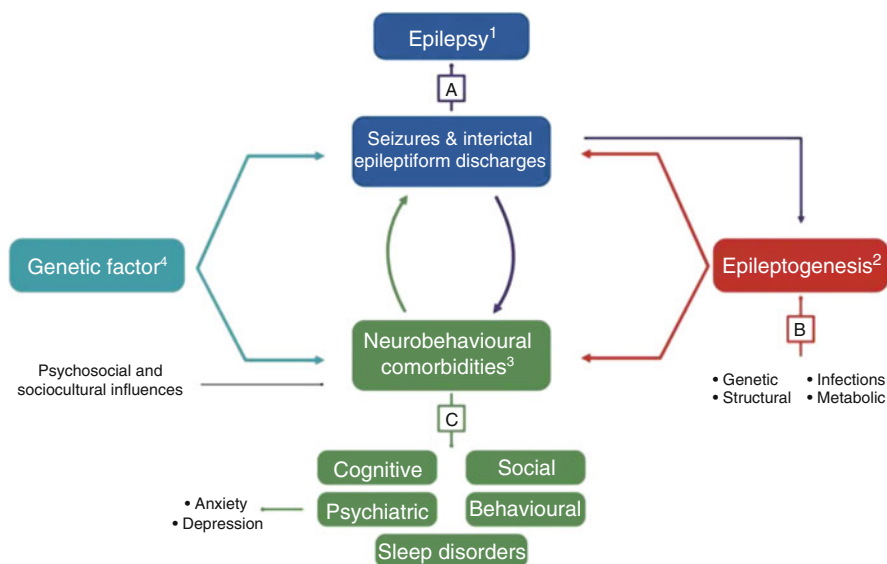 Epilepsy¹
A
Seizures & interictal
epileptiform discharges
Genetic factor⁴
Epileptogenesis²
Neurobehavioural
comorbidities³
B
Psychosocial and
sociocultural influences
• Genetic • Infections
• Structural • Metabolic
C
Cognitive Social
• Anxiety
• Depression
Psychiatric Behavioural
Sleep disorders